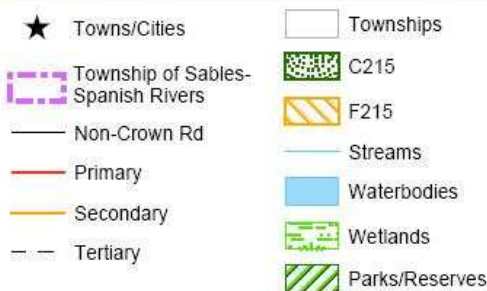 Towns/Cities
Township of Sables-
Spanish Rivers
Non-Crown Rd
Primary
Secondary
Tertiary
Townships
C215
F215
Streams
Waterbodies
Wetlands
Parks/Reserves